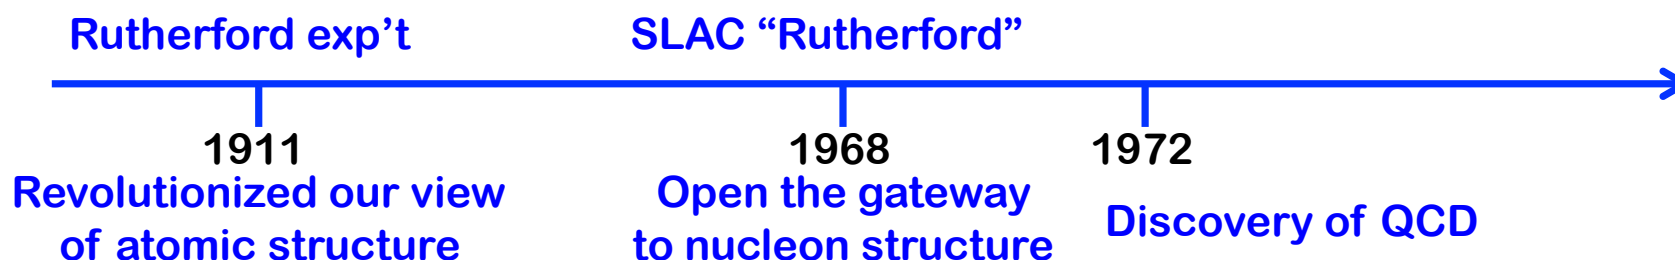 Rutherford exp’t
SLAC “Rutherford”
1911
1968
1972
Revolutionized our view
of atomic structure
Open the gateway
to nucleon structure
Discovery of QCD